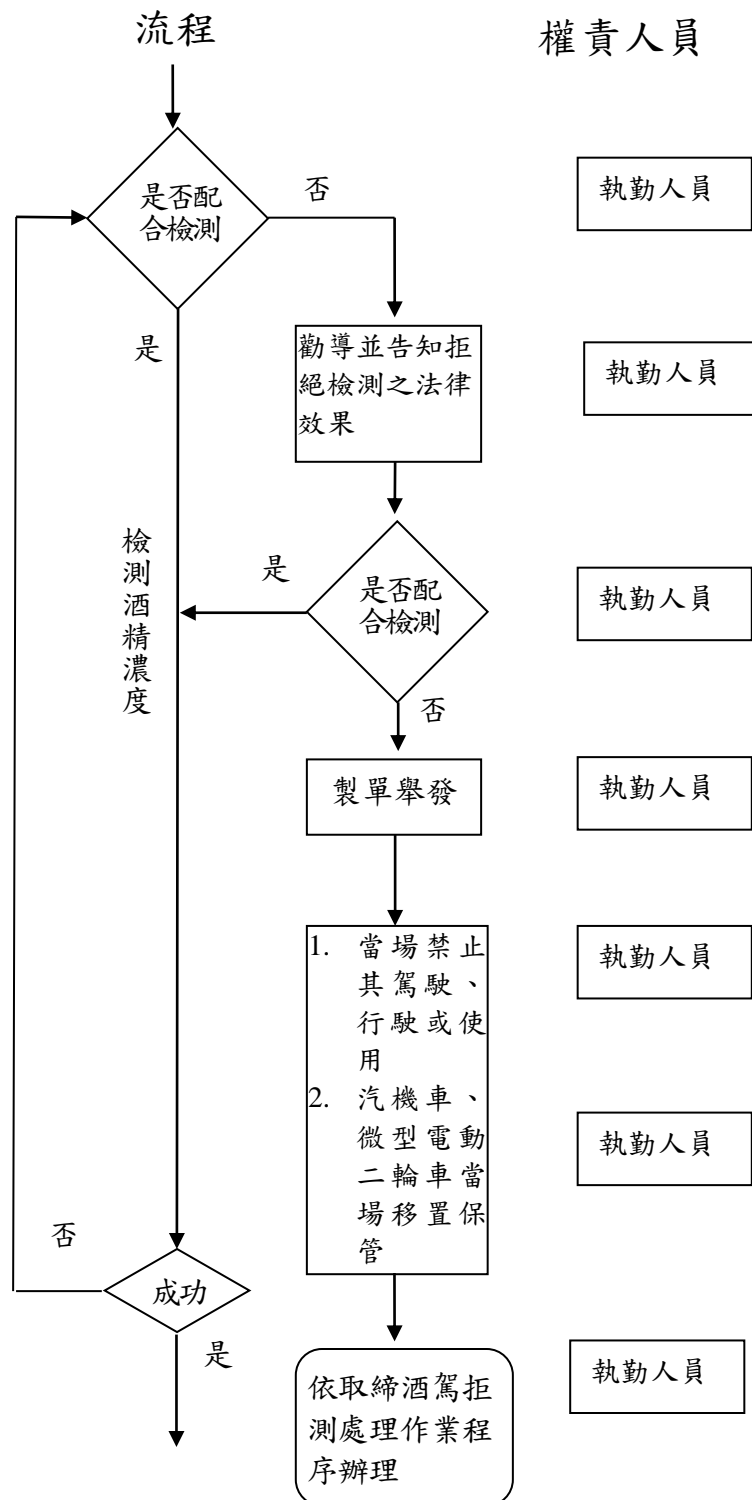 流程
權責人員
是否配
合檢測
否
執勤人員
是
勸導並告知拒
絕檢測之法律
效果
執勤人員
檢測酒精濃度
是
是否配
合檢測
執勤人員
否
製單舉發
執勤人員
1. 當場禁止
其駕駛、
行駛或使
用
執勤人員
2. 汽機車、
微型電動
二輪車當
場移置保
管
執勤人員
否
成功
是
依取締酒駕拒
測處理作業程
序辦理
執勤人員